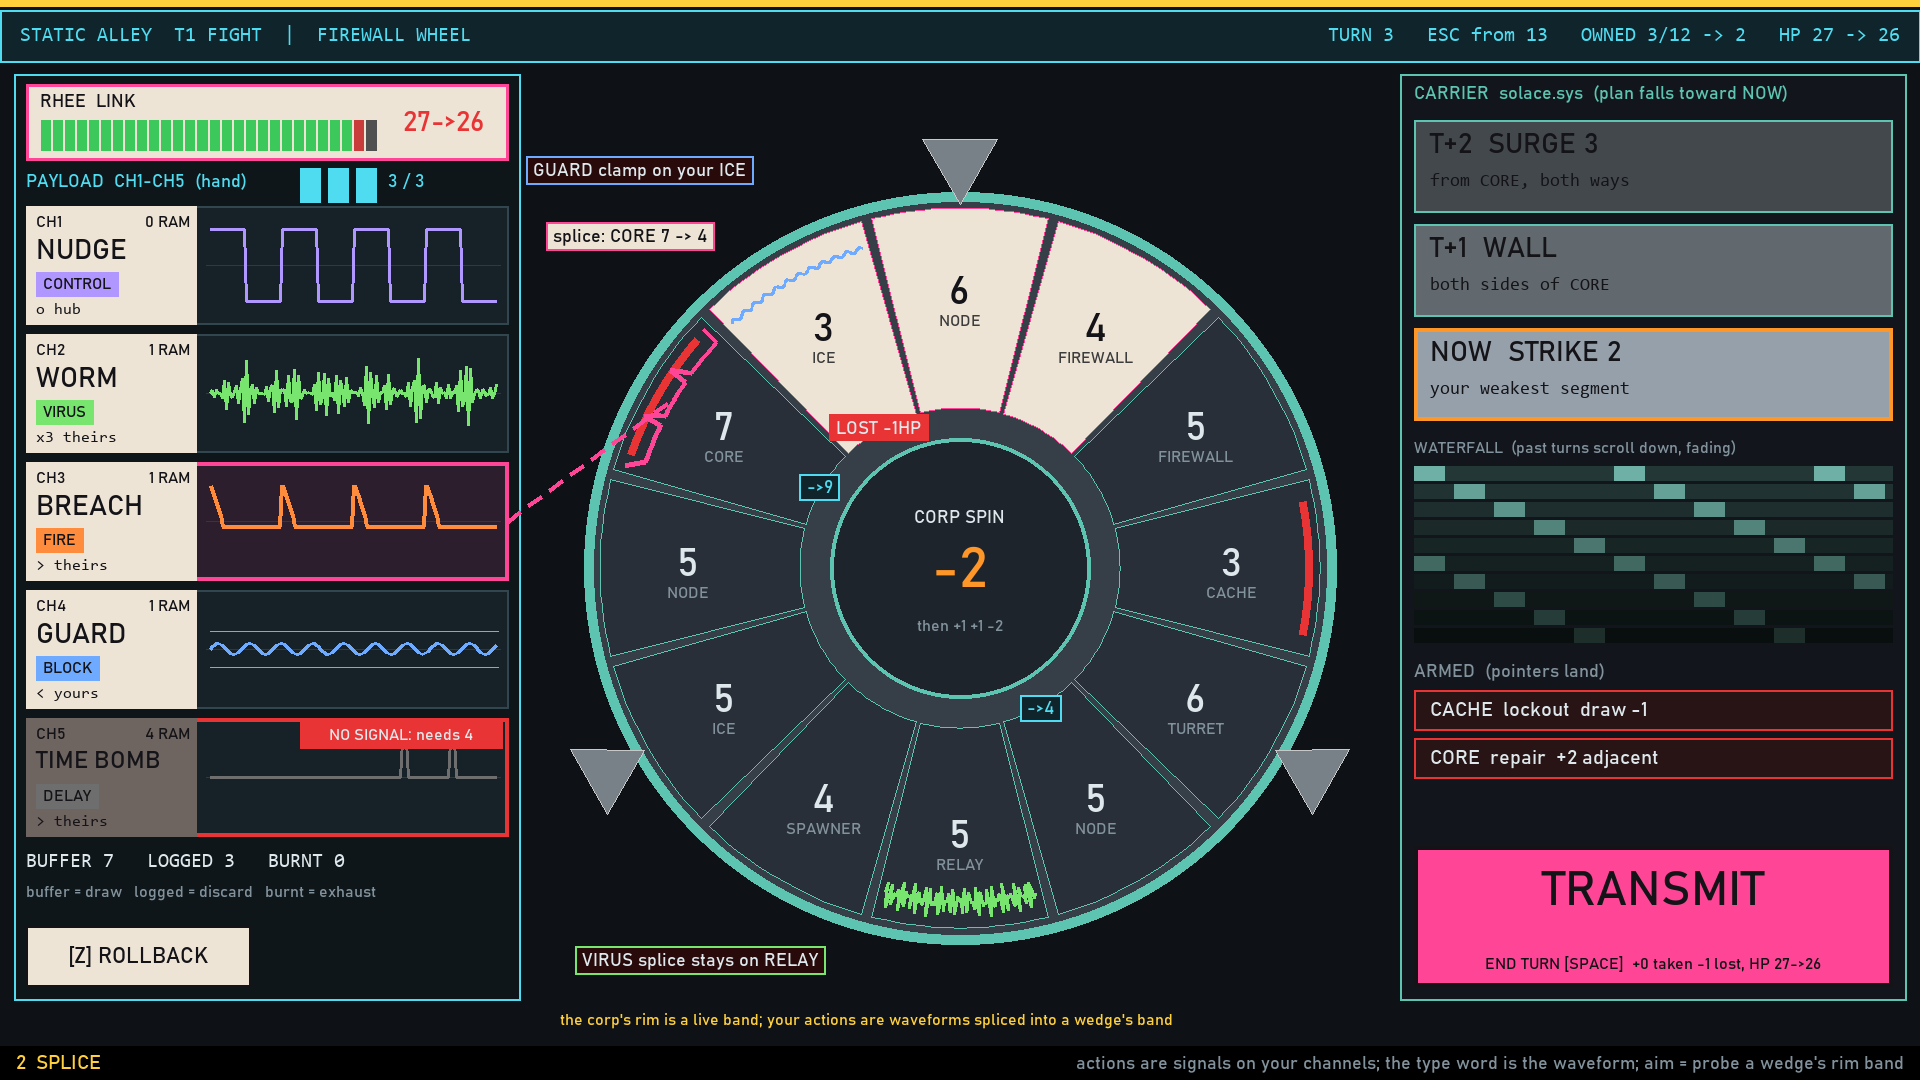 STATIC ALLEY  T1 FIGHT  |  FIREWALL WHEEL
TURN 3   ESC from 13   OWNED 3/12 -> 2   HP 27 -> 26
RHEE LINK
27->26
PAYLOAD CH1-CH5 (hand)
3 / 3
CH1 0 RAM
NUDGE
CONTROL
o hub
CH2 1 RAM
WORM
VIRUS
x3 theirs
CH3 1 RAM
BREACH
FIRE
> theirs
CH4 1 RAM
GUARD
BLOCK
< yours
CH5 4 RAM
NO SIGNAL: needs 4
TIME BOMB
DELAY
> theirs
BUFFER 7   LOGGED 3   BURNT 0
buffer = draw   logged = discard   burnt = exhaust
[Z] ROLLBACK
GUARD clamp on your ICE
splice: CORE 7 -> 4
6
NODE
3
ICE
4
FIREWALL
LOST -1HP
7
CORE
5
FIREWALL
->9
5
NODE
3
CACHE
CORP SPIN
-2
then +1 +1 -2
5
ICE
6
TURRET
->4
4
SPAWNER
5
NODE
5
RELAY
VIRUS splice stays on RELAY
the corp's rim is a live band; your actions are waveforms spliced into a wedge's band
CARRIER solace.sys (plan falls toward NOW)
T+2 SURGE 3
from CORE, both ways
T+1 WALL
both sides of CORE
NOW STRIKE 2
your weakest segment
WATERFALL (past turns scroll down, fading)
ARMED (pointers land)
CACHE lockout draw -1
CORE repair +2 adjacent
TRANSMIT
END TURN [SPACE] +0 taken -1 lost, HP 27->26
2 SPLICE
actions are signals on your channels; the type word is the waveform; aim = probe a wedge's rim band